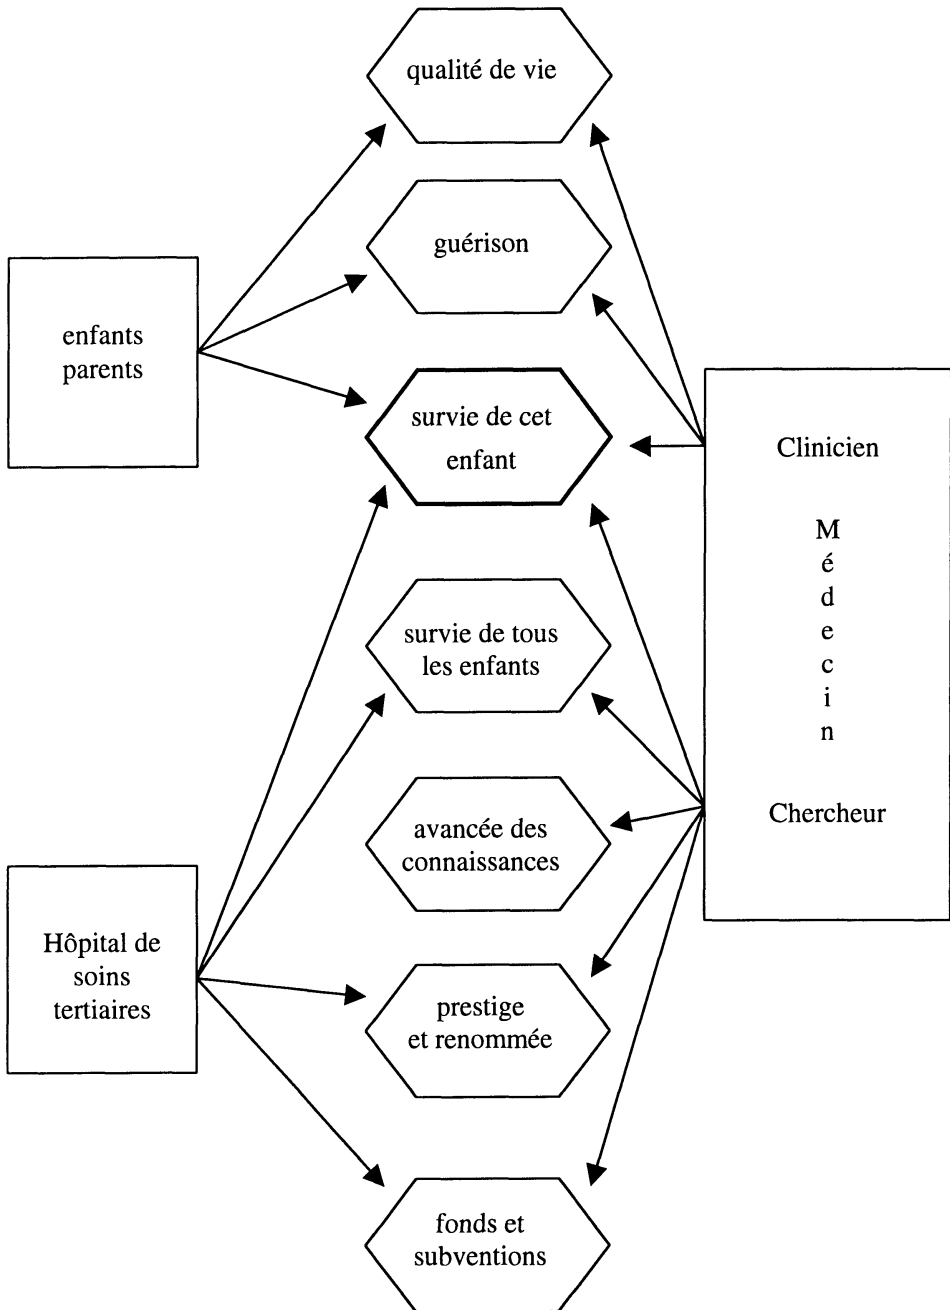 qualité de vie
guérison
enfants
parents
survie de cet
enfant
Clinicien
M
é
d
e
c
i
n
survie de tous
les enfants
Chercheur
avancée des
connaissances
Hôpital de
soins
tertiaires
prestige
et renommée
fonds et
subventions